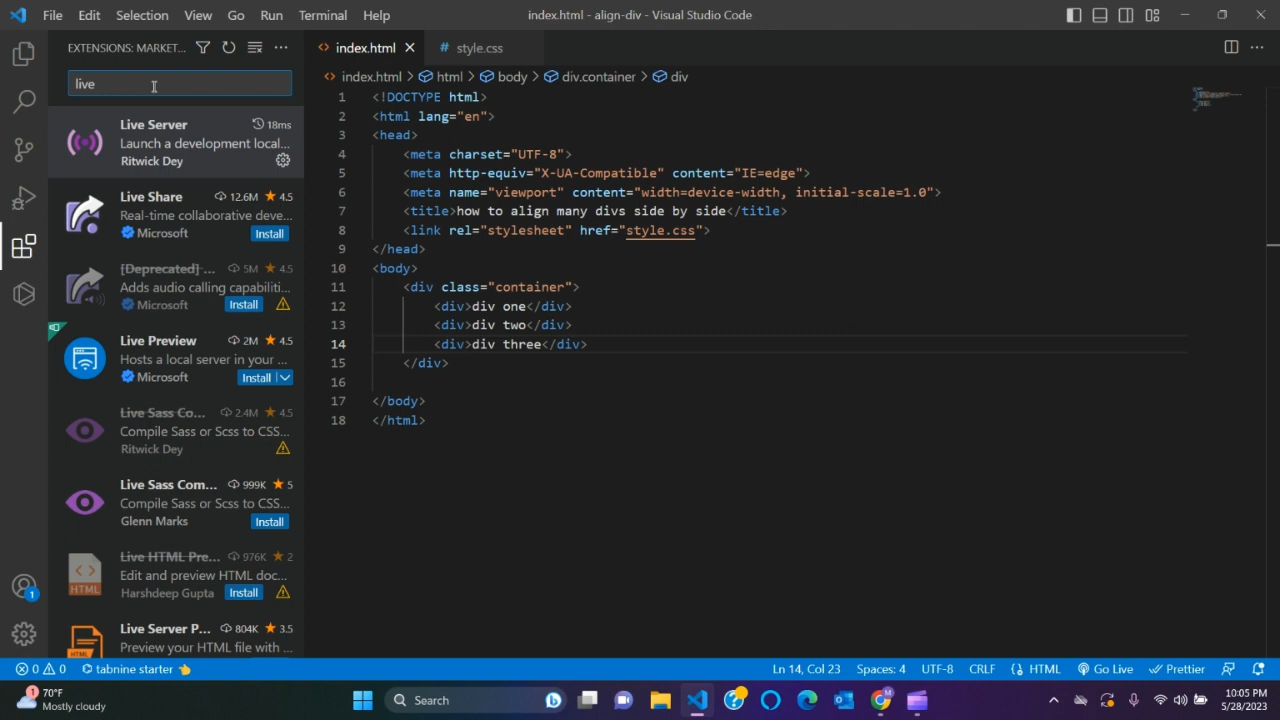 File Edit Selection View Go Run Terminal Help
index.html - align-div - Visual Studio Code
EXTENSIONS: MARKET...
live
Live Server 18ms
Launch a development local...
Ritwick Dey
Live Share 12.6M 4.5
Real-time collaborative deve...
Microsoft Install
[Deprecated] ... 5M 4.5
Adds audio calling capabiliti...
Microsoft Install
Live Preview 2M 4.5
Hosts a local server in your ...
Microsoft Install
Live Sass Co... 2.4M 4.5
Compile Sass or Scss to CSS...
Ritwick Dey
Live Sass Com... 999K 5
Compile Sass or Scss to CSS...
Glenn Marks Install
Live HTML Pre... 976K 2
Edit and preview HTML doc...
Harshdeep Gupta Install
Live Server P... 804K 3.5
Preview your HTML file with ...
HTML
HTML
1
index.html # style.css
index.html > html > body > div.container > div
1 <!DOCTYPE html>
2 <html lang="en">
3 <head>
4 <meta charset="UTF-8">
5 <meta http-equiv="X-UA-Compatible" content="IE=edge">
6 <meta name="viewport" content="width=device-width, initial-scale=1.0">
7 <title>how to align many divs side by side</title>
8 <link rel="stylesheet" href="style.css">
9 </head>
10 <body>
11 <div class="container">
12 <div>div one</div>
13 <div>div two</div>
14 <div>div three</div>
15 </div>
16
17 </body>
18 </html>
0 0 tabnine starter 👈 Ln 14, Col 23 Spaces: 4 UTF-8 CRLF HTML Go Live Prettier
1 70°F
Mostly cloudy
Search
10:05 PM
5/28/2023